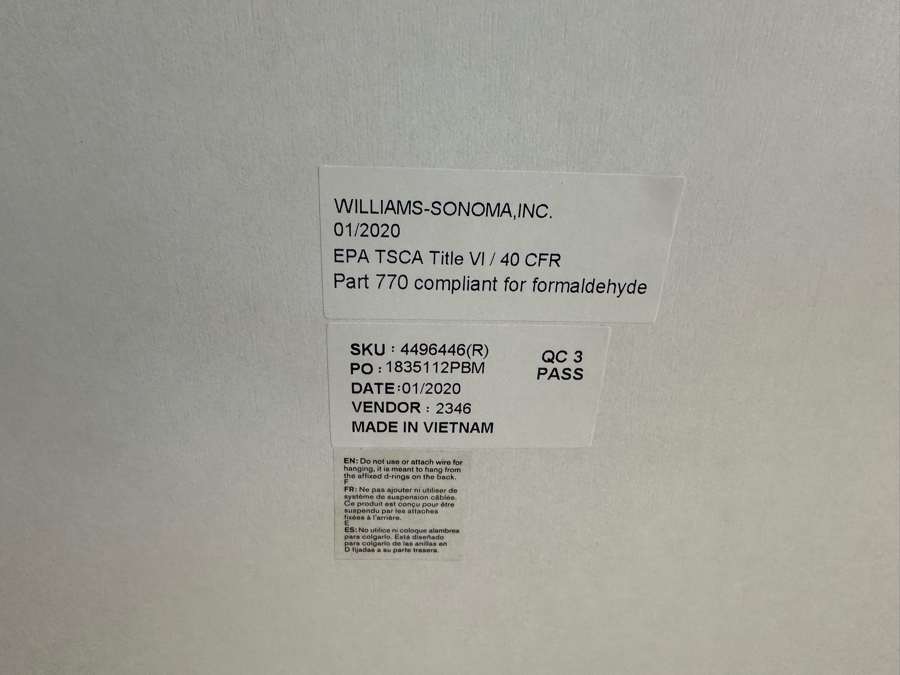 WILLIAMS-SONOMA,INC.
01/2020
EPA TSCA Title VI / 40 CFR
Part 770 compliant for formaldehyde
SKU : 4496446(R)
PO : 1835112PBM
DATE:01/2020
VENDOR : 2346
MADE IN VIETNAM
QC 3
PASS
EN: Do not use or attach wire for
hanging, it is meant to hang from
the affixed d-rings on the back.
F
FR: Ne pas ajouter ni utiliser de
système de suspension câblée.
Ce produit est conçu pour être
suspendu par les attaches
fixées à l'arrière.
E
ES: No utilice ni coloque alambres
para colgarlo. Está diseñado
para colgarlo de las anillas en
D fijadas a su parte trasera.